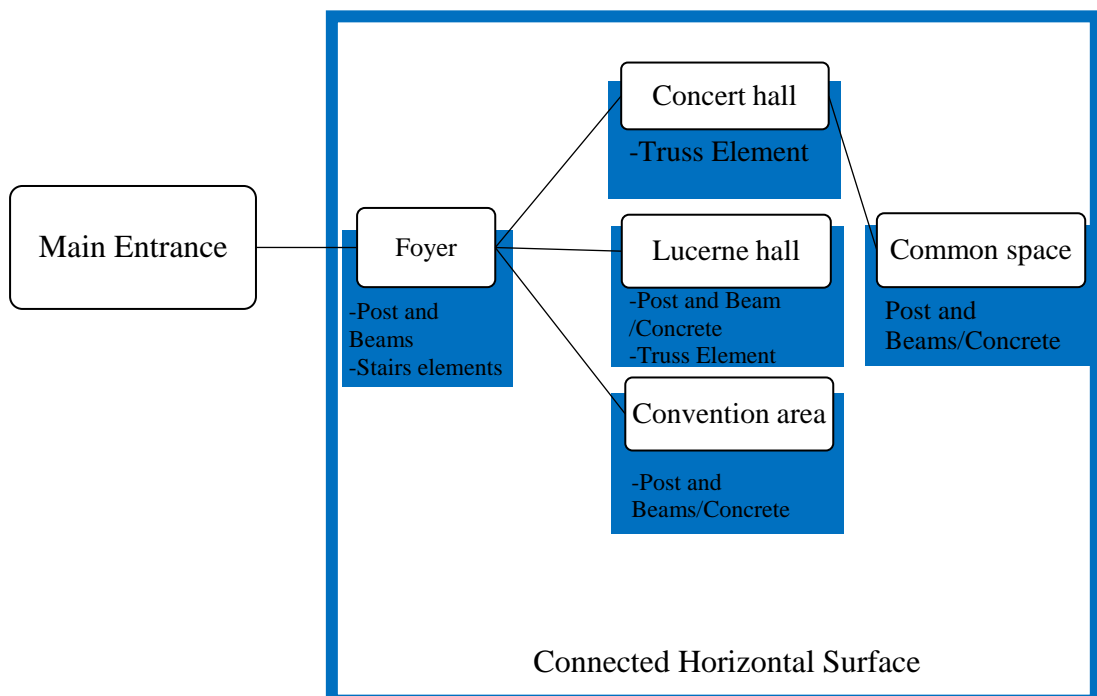 Main Entrance
Foyer
-Post and
Beams
-Stairs elements
Concert hall
-Truss Element
Lucerne hall
-Post and Beam
/Concrete
-Truss Element
Convention area
-Post and
Beams/Concrete
Common space
Post and
Beams/Concrete
Connected Horizontal Surface